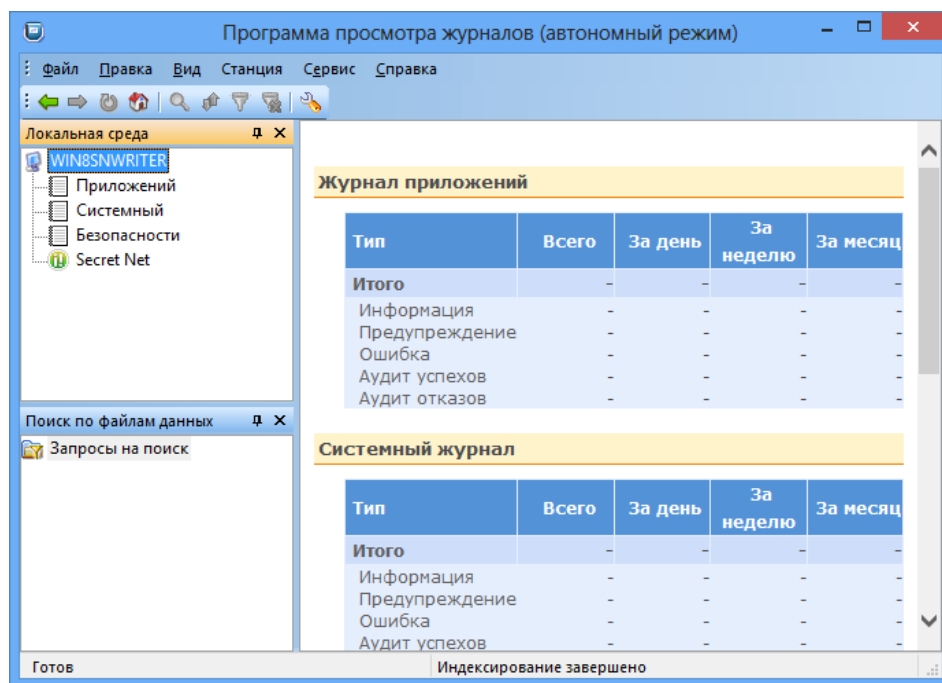 Программа просмотра журналов (автономный режим)
Файл Правка Вид Станция Сервис Справка
Локальная среда
WIN8SNWRITER
Приложений
Системный
Безопасности
Secret Net
Поиск по файлам данных
Запросы на поиск
Журнал приложений
Тип Всего За день За неделю За месяц
Итого - - - -
Информация - - - -
Предупреждение - - - -
Ошибка - - - -
Аудит успехов - - - -
Аудит отказов - - - -
Системный журнал
Тип Всего За день За неделю За месяц
Итого - - - -
Информация - - - -
Предупреждение - - - -
Ошибка - - - -
Аудит успехов - - - -
Готов Индексирование завершено